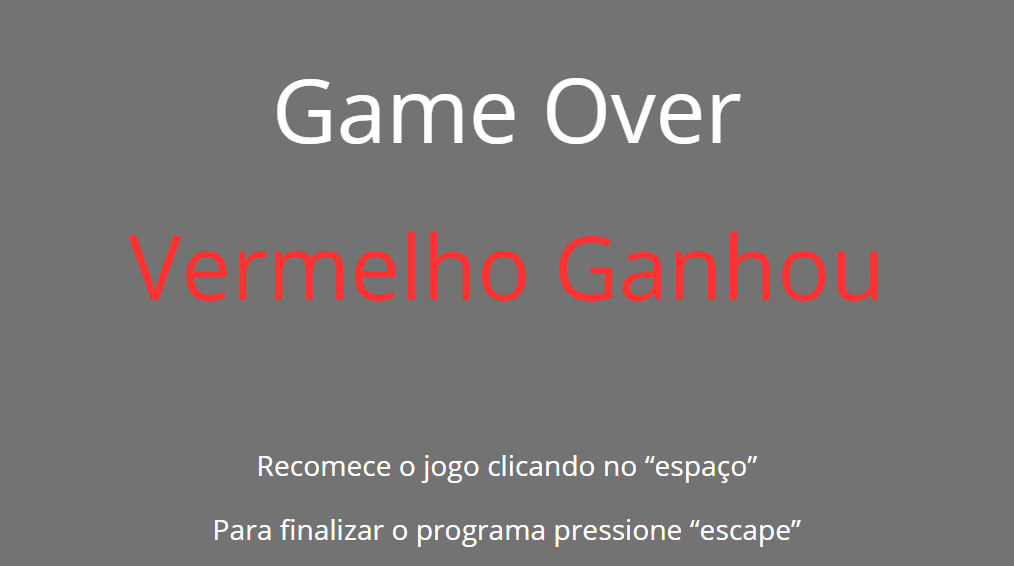 Game Over
Vermelho Ganhou
Recomece o jogo clicando no “espaço”
Para finalizar o programa pressione “escape”